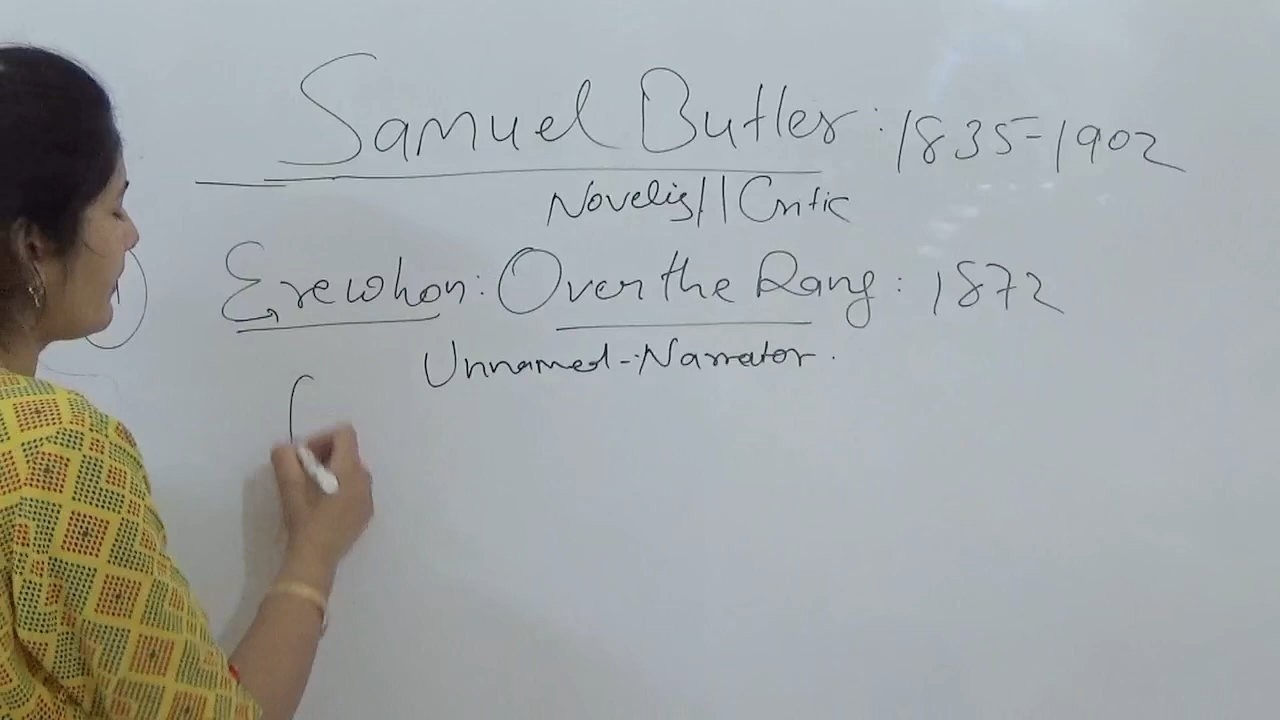 Samuel Butler : 1835-1902
Novelist//Critic
Erewhon : Over the Rang : 1872
Unnamed-Narrator.